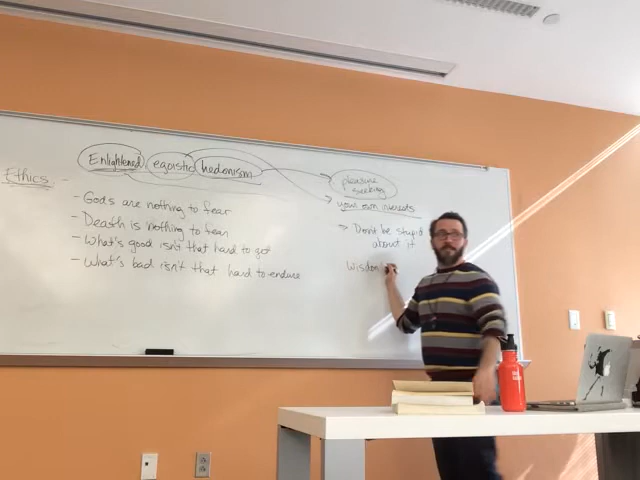 Enlightened egoistic hedonism
Ethics -
pleasure
seeking
your own interests
- Gods are nothing to fear
- Death is nothing to fear
- What's good isn't that hard to get
- What's bad isn't that hard to endure
Don't be stupid
about it
Wisdom